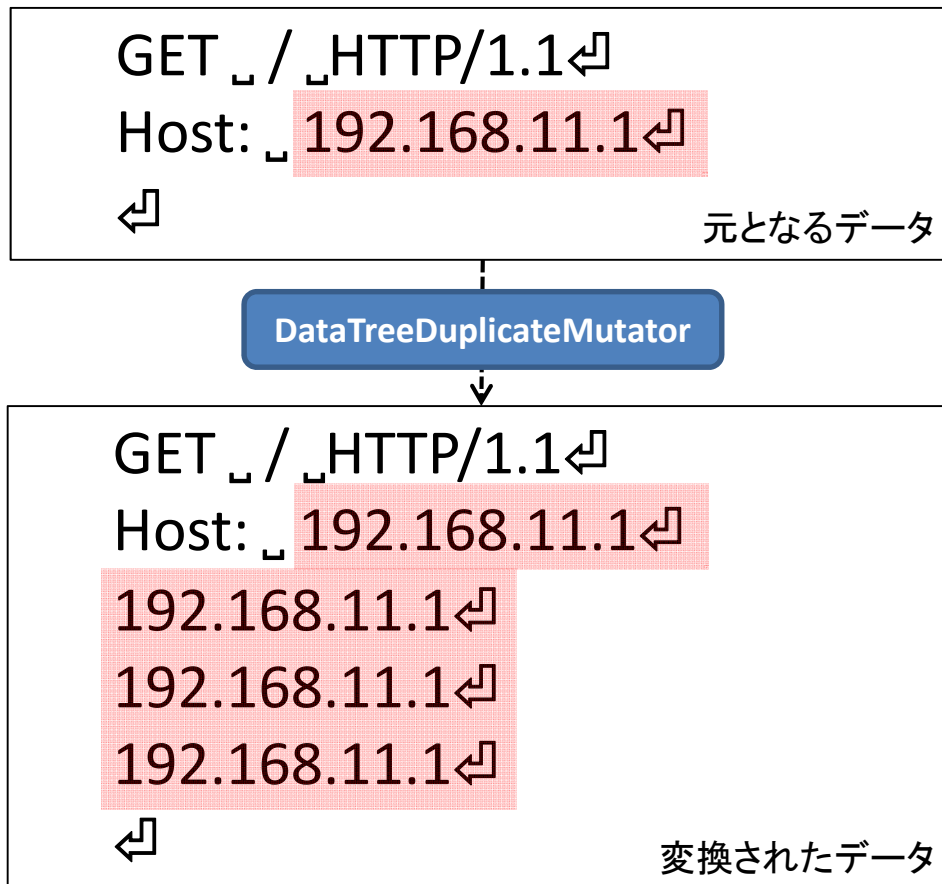 GET ␣ / ␣HTTP/1.1⏎
Host: ␣ 192.168.11.1⏎
⏎
元となるデータ
DataTreeDuplicateMutator
GET ␣ / ␣HTTP/1.1⏎
Host: ␣ 192.168.11.1⏎
192.168.11.1⏎
192.168.11.1⏎
192.168.11.1⏎
⏎
変換されたデータ